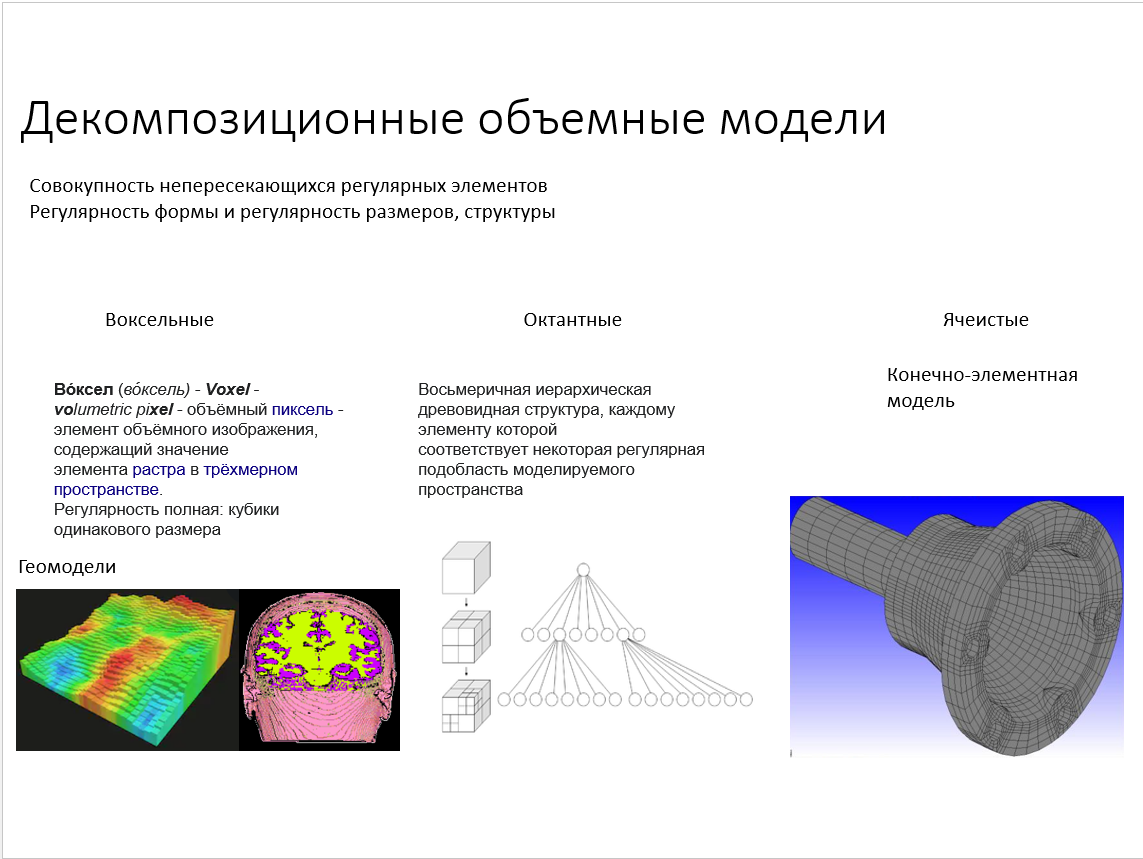 Декомпозиционные объемные модели
Совокупность непересекающихся регулярных элементов
Регулярность формы и регулярность размеров, структуры
Воксельные
Во́ксел (во́ксель) - Voxel -
volumetric pixel - объёмный пиксель -
элемент объёмного изображения,
содержащий значение
элемента растра в трёхмерном
пространстве.
Регулярность полная: кубики
одинакового размера
Геомодели
Октантные
Восьмеричная иерархическая
древовидная структура, каждому
элементу которой
соответствует некоторая регулярная
подобласть моделируемого
пространства
Ячеистые
Конечно-элементная
модель